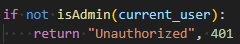 if not isAdmin(current_user):
    return "Unauthorized", 401